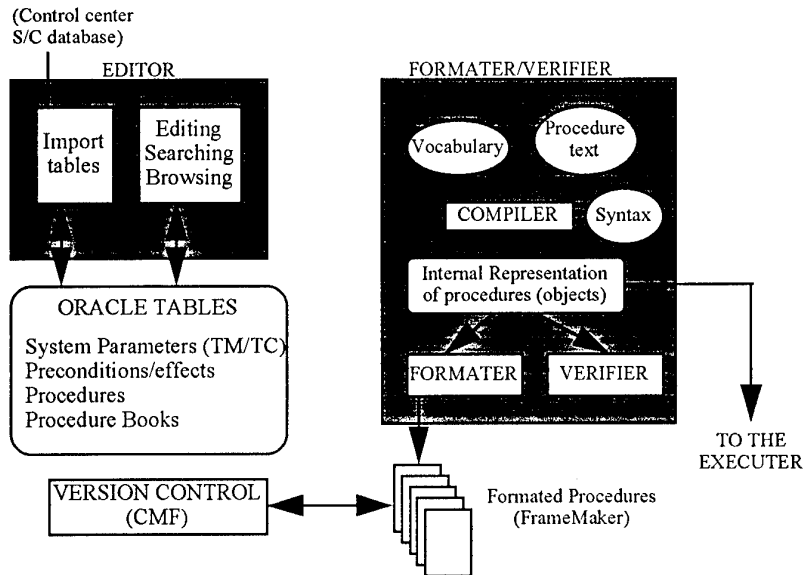 (Control center
S/C database)
EDITOR
Import
tables
Editing
Searching
Browsing
ORACLE TABLES
System Parameters (TM/TC)
Preconditions/effects
Procedures
Procedure Books
VERSION CONTROL
(CMF)
FORMATER/VERIFIER
Vocabulary
Procedure
text
COMPILER
Syntax
Internal Representation
of procedures (objects)
FORMATER
VERIFIER
TO THE
EXECUTER
Formated Procedures
(FrameMaker)